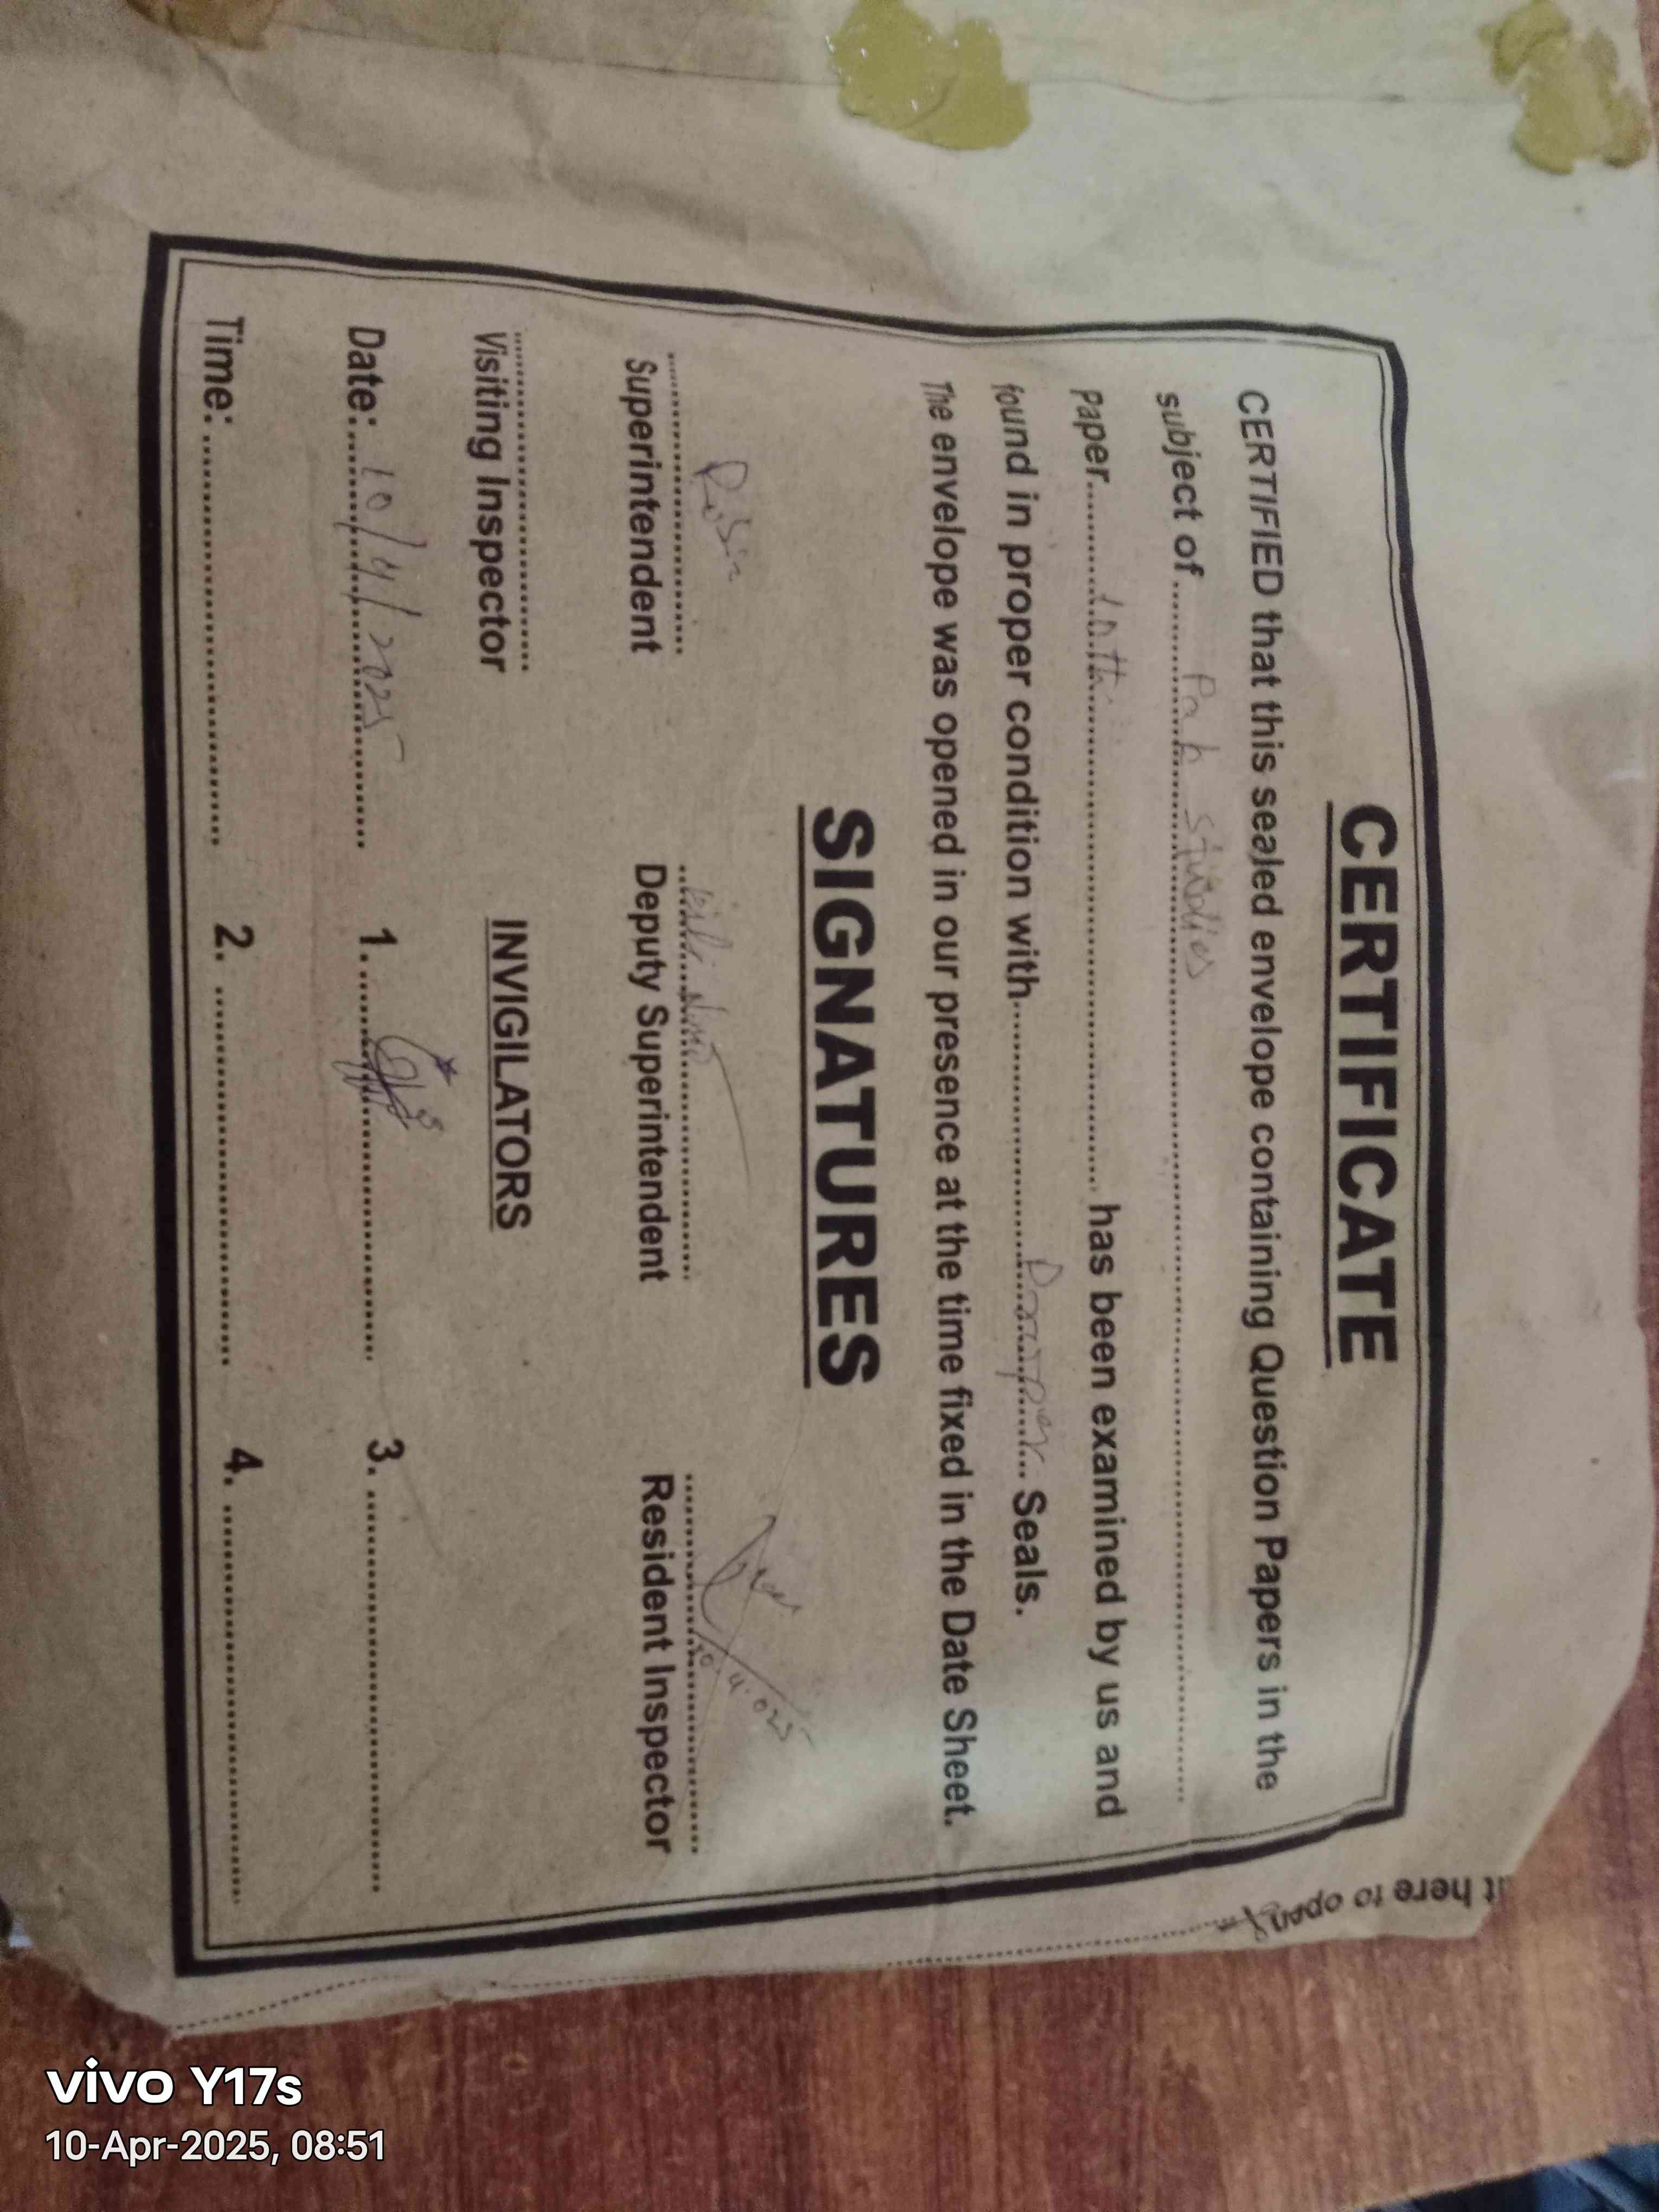 CERTIFICATE
CERTIFIED that this sealed envelope containing Question Papers in the
subject of........Pak studies........
Paper........10th........has been examined by us and
found in proper condition with................Seals.
The envelope was opened in our presence at the time fixed in the Date Sheet.
SIGNATURES
10.4.025
Superintendent Deputy Superintendent Resident Inspector
Visiting Inspector INVIGILATORS
Date: 10/4/2025 1. 3.
Time: 2. 4.
here to open
vivo Y17s
10-Apr-2025, 08:51